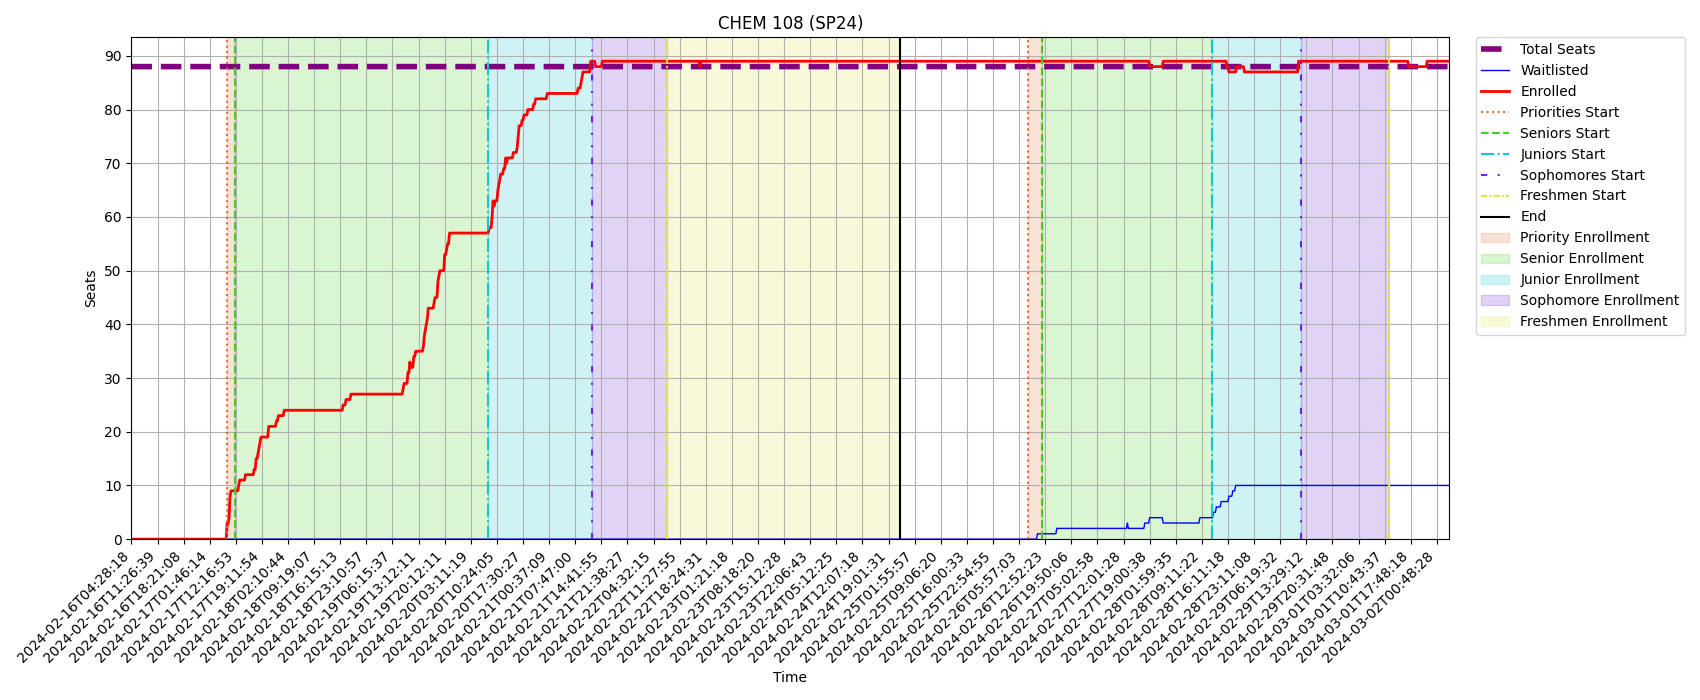 CHEM 108 (SP24)
Seats
90
80
70
60
50
40
30
20
10
0
2024-02-16T04:28:18
2024-02-16T11:26:39
2024-02-16T18:21:08
2024-02-17T01:46:14
2024-02-17T12:16:53
2024-02-17T19:11:54
2024-02-18T02:10:44
2024-02-18T09:19:07
2024-02-18T16:15:13
2024-02-18T23:10:57
2024-02-19T06:15:37
2024-02-19T13:12:11
2024-02-19T20:12:11
2024-02-20T03:11:19
2024-02-20T10:24:05
2024-02-20T17:30:27
2024-02-21T00:37:09
2024-02-21T07:47:00
2024-02-21T14:41:55
2024-02-21T21:38:27
2024-02-22T04:32:15
2024-02-22T11:27:55
2024-02-22T18:24:31
2024-02-23T01:21:18
2024-02-23T08:18:20
2024-02-23T15:12:28
2024-02-23T22:06:43
2024-02-24T05:12:25
2024-02-24T12:07:18
2024-02-24T19:01:31
2024-02-25T01:55:57
2024-02-25T09:06:20
2024-02-25T16:00:33
2024-02-25T22:54:55
2024-02-26T05:57:03
2024-02-26T12:52:23
2024-02-26T19:50:06
2024-02-27T05:02:58
2024-02-27T12:01:28
2024-02-27T19:00:38
2024-02-28T01:59:35
2024-02-28T09:11:22
2024-02-28T16:11:18
2024-02-28T23:11:08
2024-02-29T06:19:32
2024-02-29T13:29:12
2024-02-29T20:31:48
2024-03-01T03:32:06
2024-03-01T10:43:37
2024-03-01T17:48:18
2024-03-02T00:48:28
Time
Total Seats
Waitlisted
Enrolled
Priorities Start
Seniors Start
Juniors Start
Sophomores Start
Freshmen Start
End
Priority Enrollment
Senior Enrollment
Junior Enrollment
Sophomore Enrollment
Freshmen Enrollment